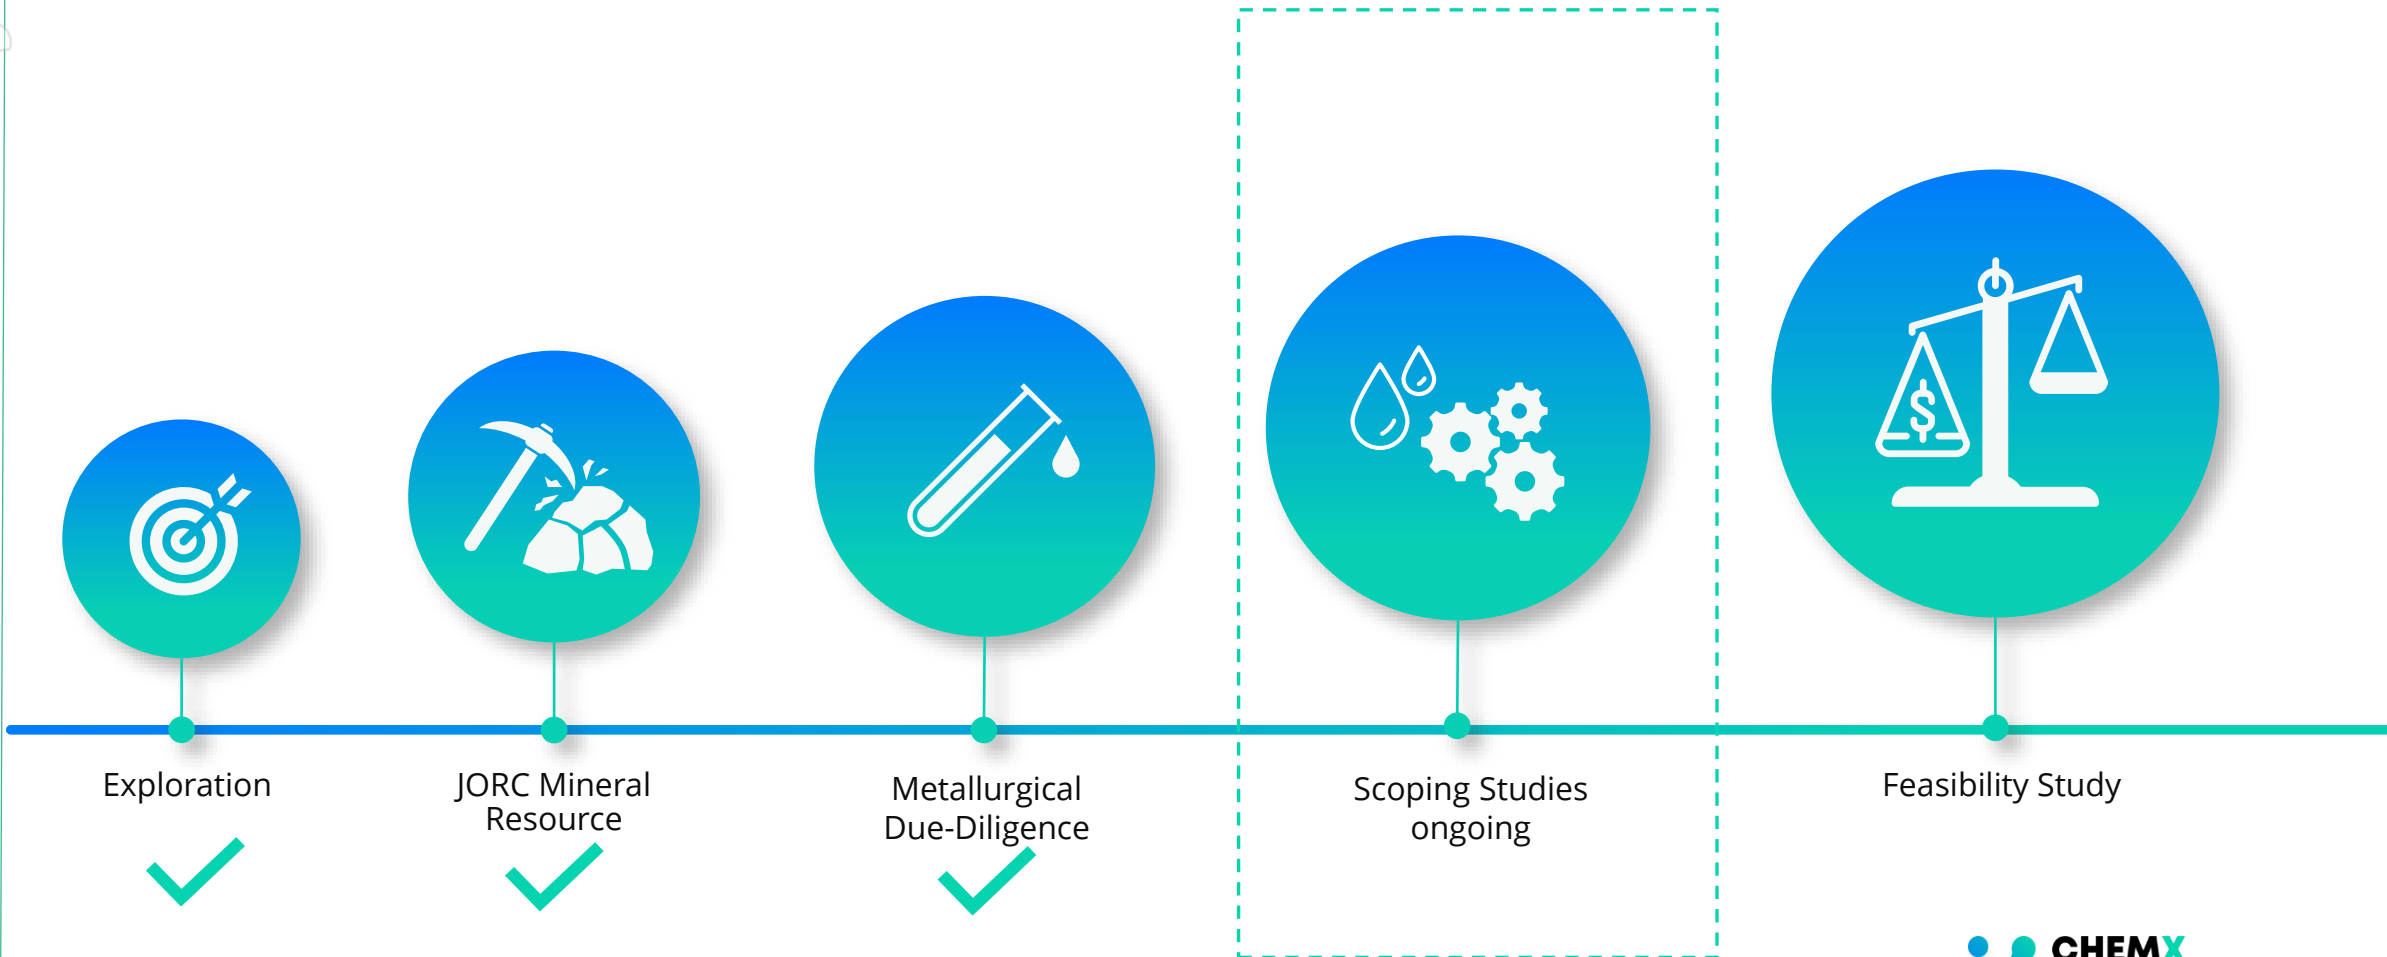 $
Exploration
JORC Mineral
Resource
Metallurgical
Due-Diligence
Scoping Studies
ongoing
Feasibility Study
CHEMX